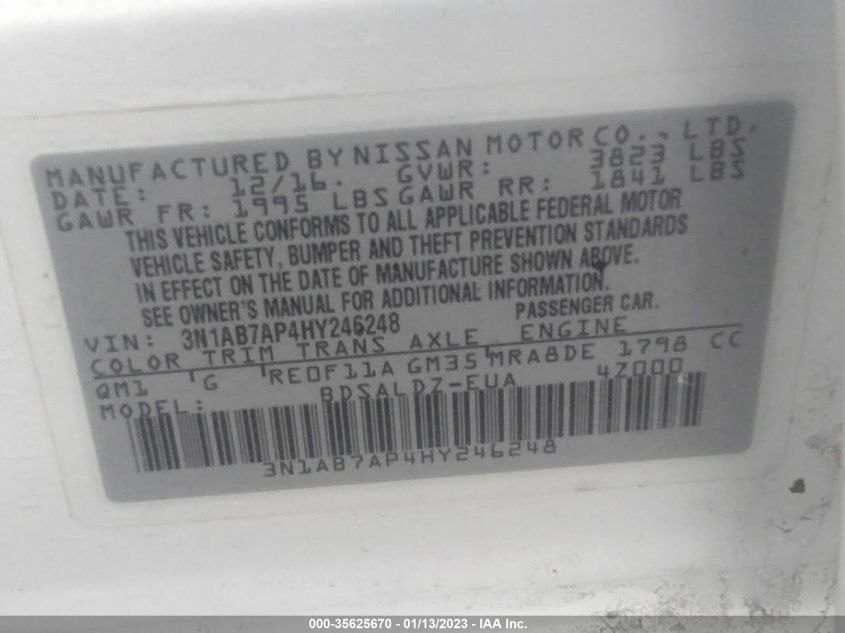 MANUFACTURED BY NISSAN MOTOR CO., LTD.
DATE: 12/16. GVWR: 3823 LBS
GAWR FR: 1995 LBS GAWR RR: 1841 LBS
THIS VEHICLE CONFORMS TO ALL APPLICABLE FEDERAL MOTOR
VEHICLE SAFETY, BUMPER AND THEFT PREVENTION STANDARDS
IN EFFECT ON THE DATE OF MANUFACTURE SHOWN ABOVE.
SEE OWNER'S MANUAL FOR ADDITIONAL INFORMATION.
VIN: 3N1AB7AP4HY246248 PASSENGER CAR.
COLOR TRIM TRANS AXLE ENGINE
QM1 G RE0F11A GM35 MRA8DE 1798 CC
MODEL: BDSALDZ-EUA 4Z000
3N1AB7AP4HY246248
000-35625670 - 01/13/2023 - IAA Inc.